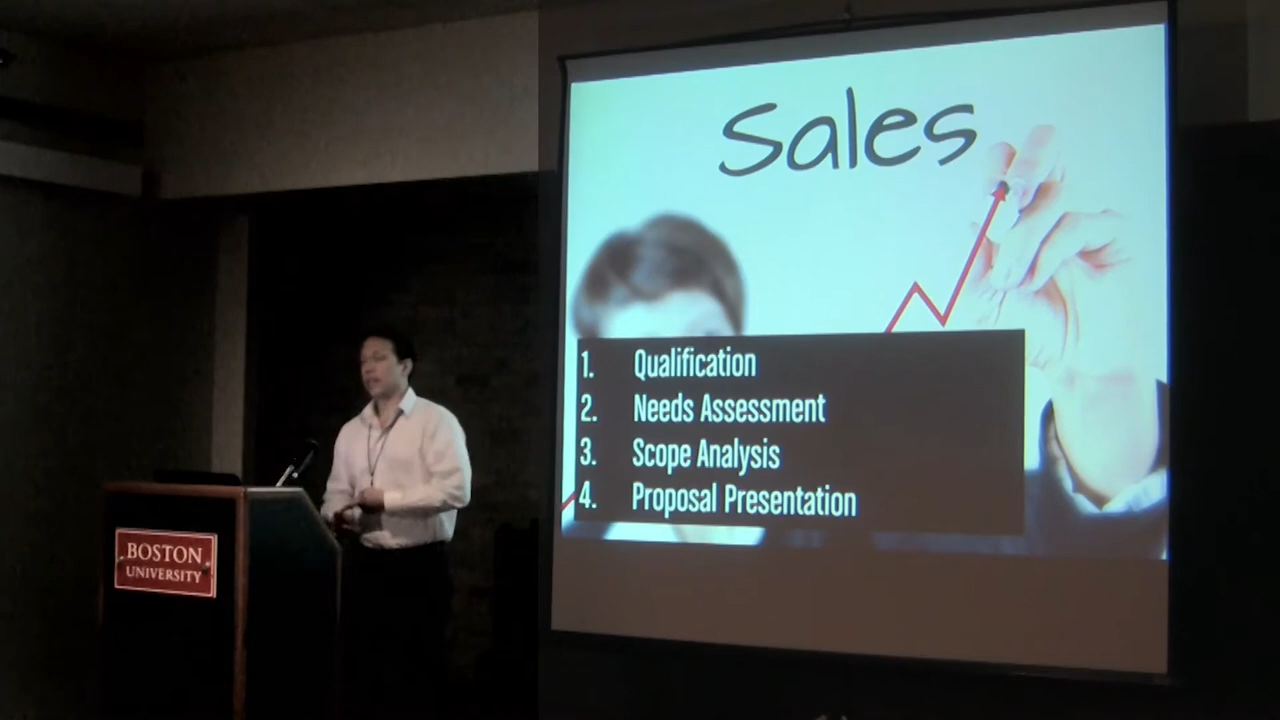 Sales
1. Qualification
2. Needs Assessment
3. Scope Analysis
4. Proposal Presentation
BOSTON
UNIVERSITY